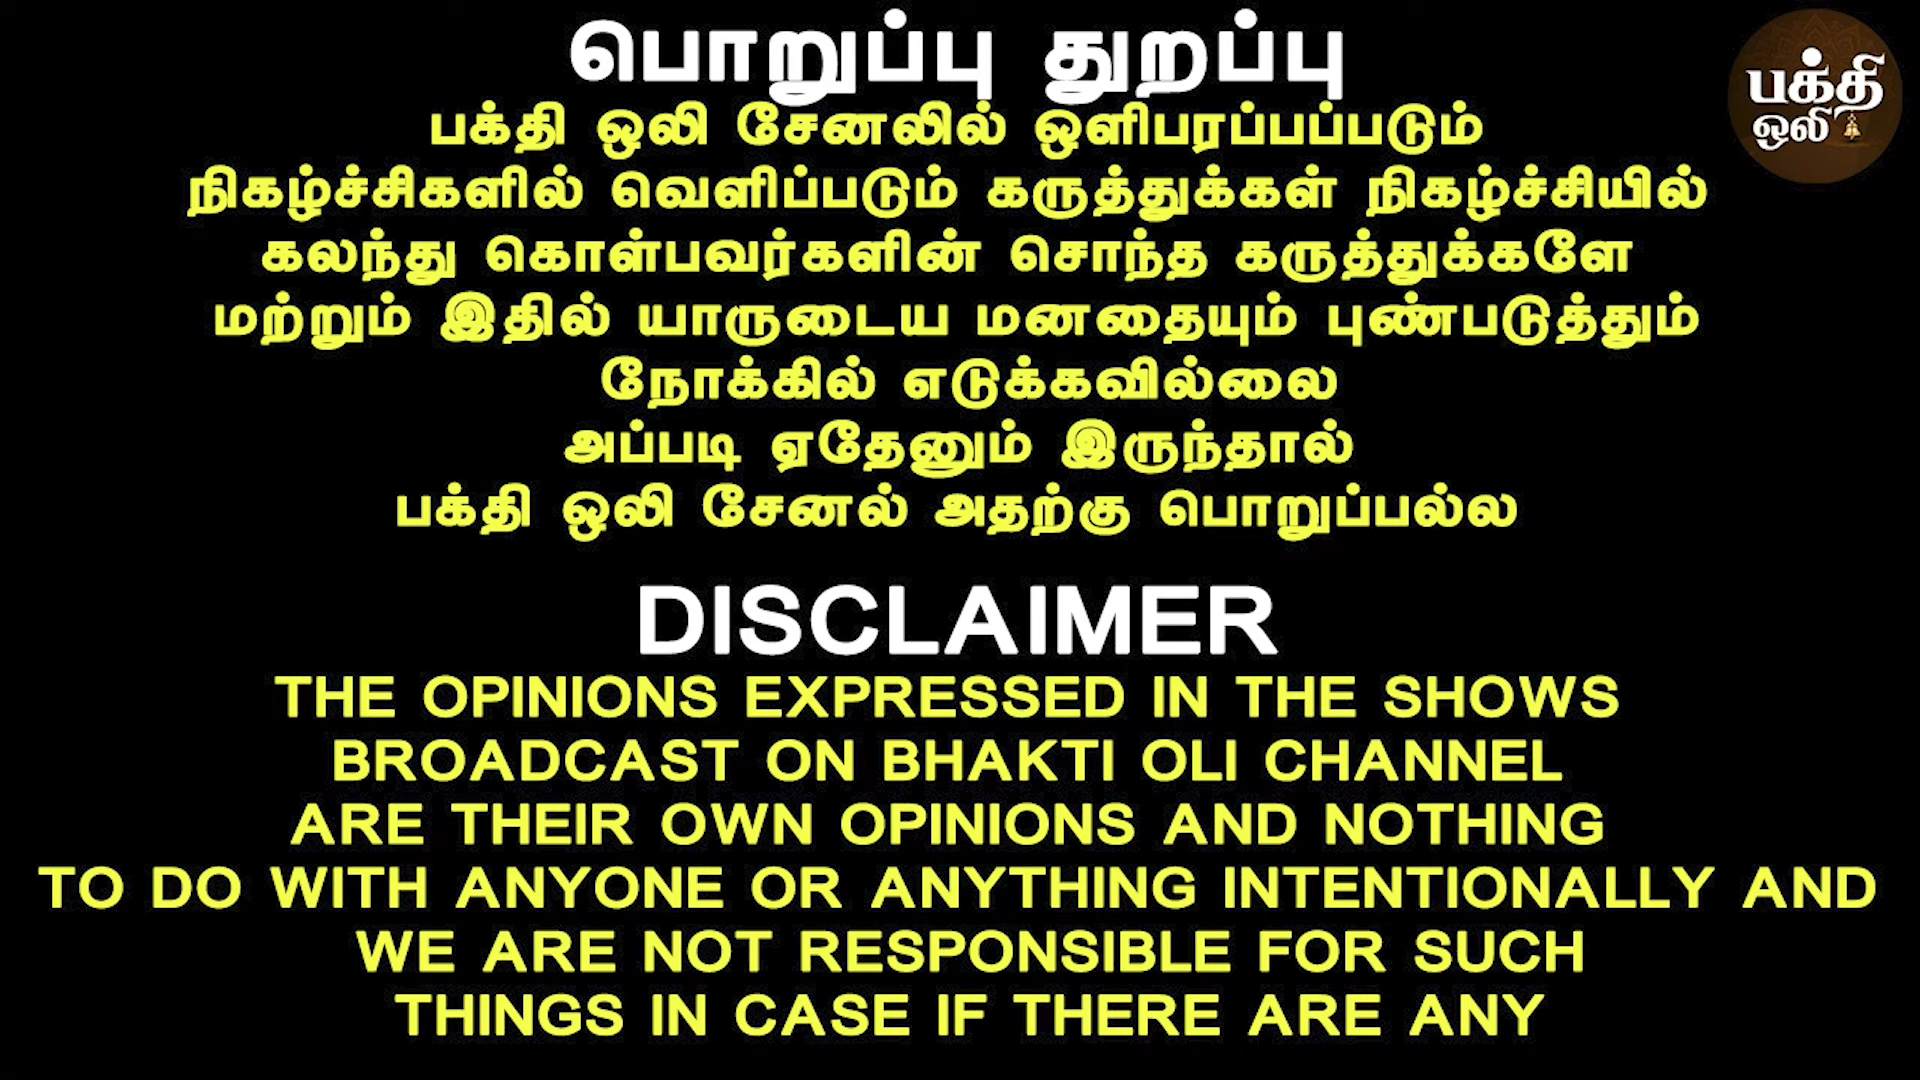 பொறுப்பு துறப்பு
பக்தி ஒலி
பக்தி ஒலி சேனலில் ஒளிபரப்பப்படும்
நிகழ்ச்சிகளில் வெளிப்படும் கருத்துக்கள் நிகழ்ச்சியில்
கலந்து கொள்பவர்களின் சொந்த கருத்துக்களே
மற்றும் இதில் யாருடைய மனதையும் புண்படுத்தும்
நோக்கில் எடுக்கவில்லை
அப்படி ஏதேனும் இருந்தால்
பக்தி ஒலி சேனல் அதற்கு பொறுப்பல்ல
DISCLAIMER
THE OPINIONS EXPRESSED IN THE SHOWS
BROADCAST ON BHAKTI OLI CHANNEL
ARE THEIR OWN OPINIONS AND NOTHING
TO DO WITH ANYONE OR ANYTHING INTENTIONALLY AND
WE ARE NOT RESPONSIBLE FOR SUCH
THINGS IN CASE IF THERE ARE ANY